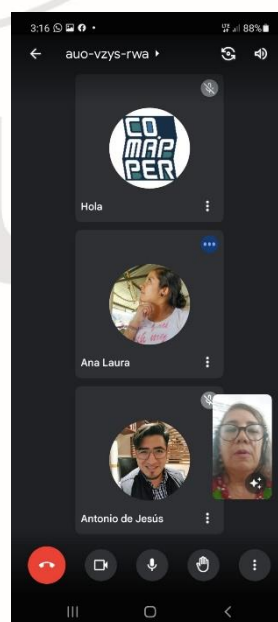 3:16
88%
auo-vzys-rwa
CO.
MAP
PER
Hola
Ana Laura
Antonio de Jesús